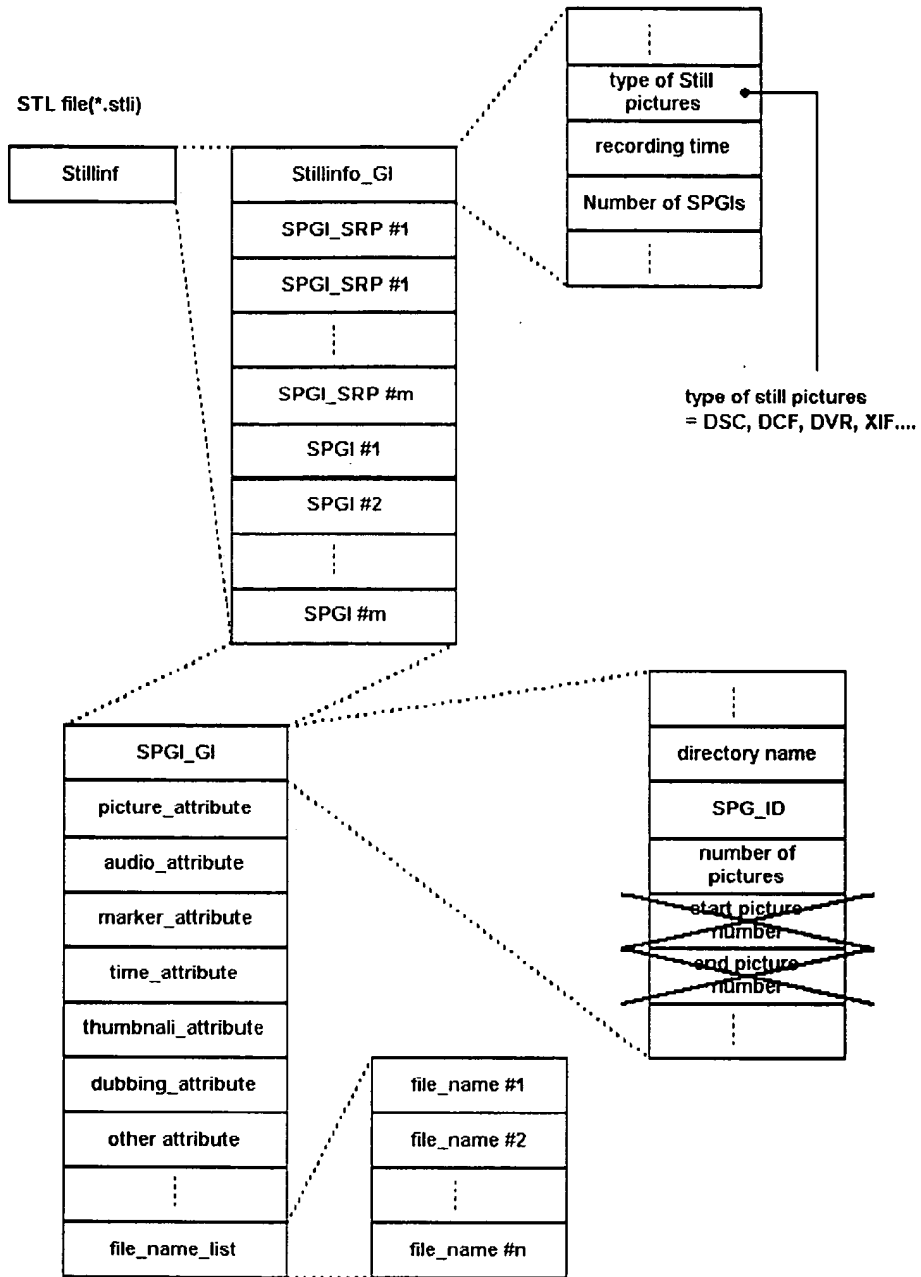 STL file(*.stli)
Stillinf
Stillinfo_GI
SPGI_SRP #1
SPGI_SRP #1
SPGI_SRP #m
SPGI #1
SPGI #2
SPGI #m
type of Still
pictures
recording time
Number of SPGIs
type of still pictures
= DSC, DCF, DVR, XIF....
SPGI_GI
picture_attribute
audio_attribute
marker_attribute
time_attribute
thumbnali_attribute
dubbing_attribute
other attribute
file_name_list
file_name #1
file_name #2
file_name #n
directory name
SPG_ID
number of
pictures
start picture
number
end picture
number